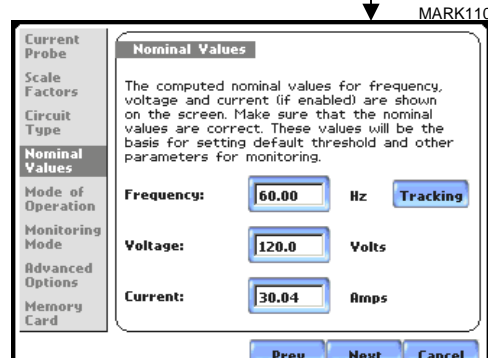 MARK110
Current
Probe
Scale
Factors
Circuit
Type
Nominal
Values
Mode of
Operation
Monitoring
Mode
Advanced
Options
Memory
Card
Nominal Values
The computed nominal values for frequency,
voltage and current (if enabled) are shown
on the screen. Make sure that the nominal
values are correct. These values will be the
basis for setting default threshold and other
parameters for monitoring.
Frequency: 60.00 Hz Tracking
Voltage: 120.0 Volts
Current: 30.04 Amps
Prev Next Cancel